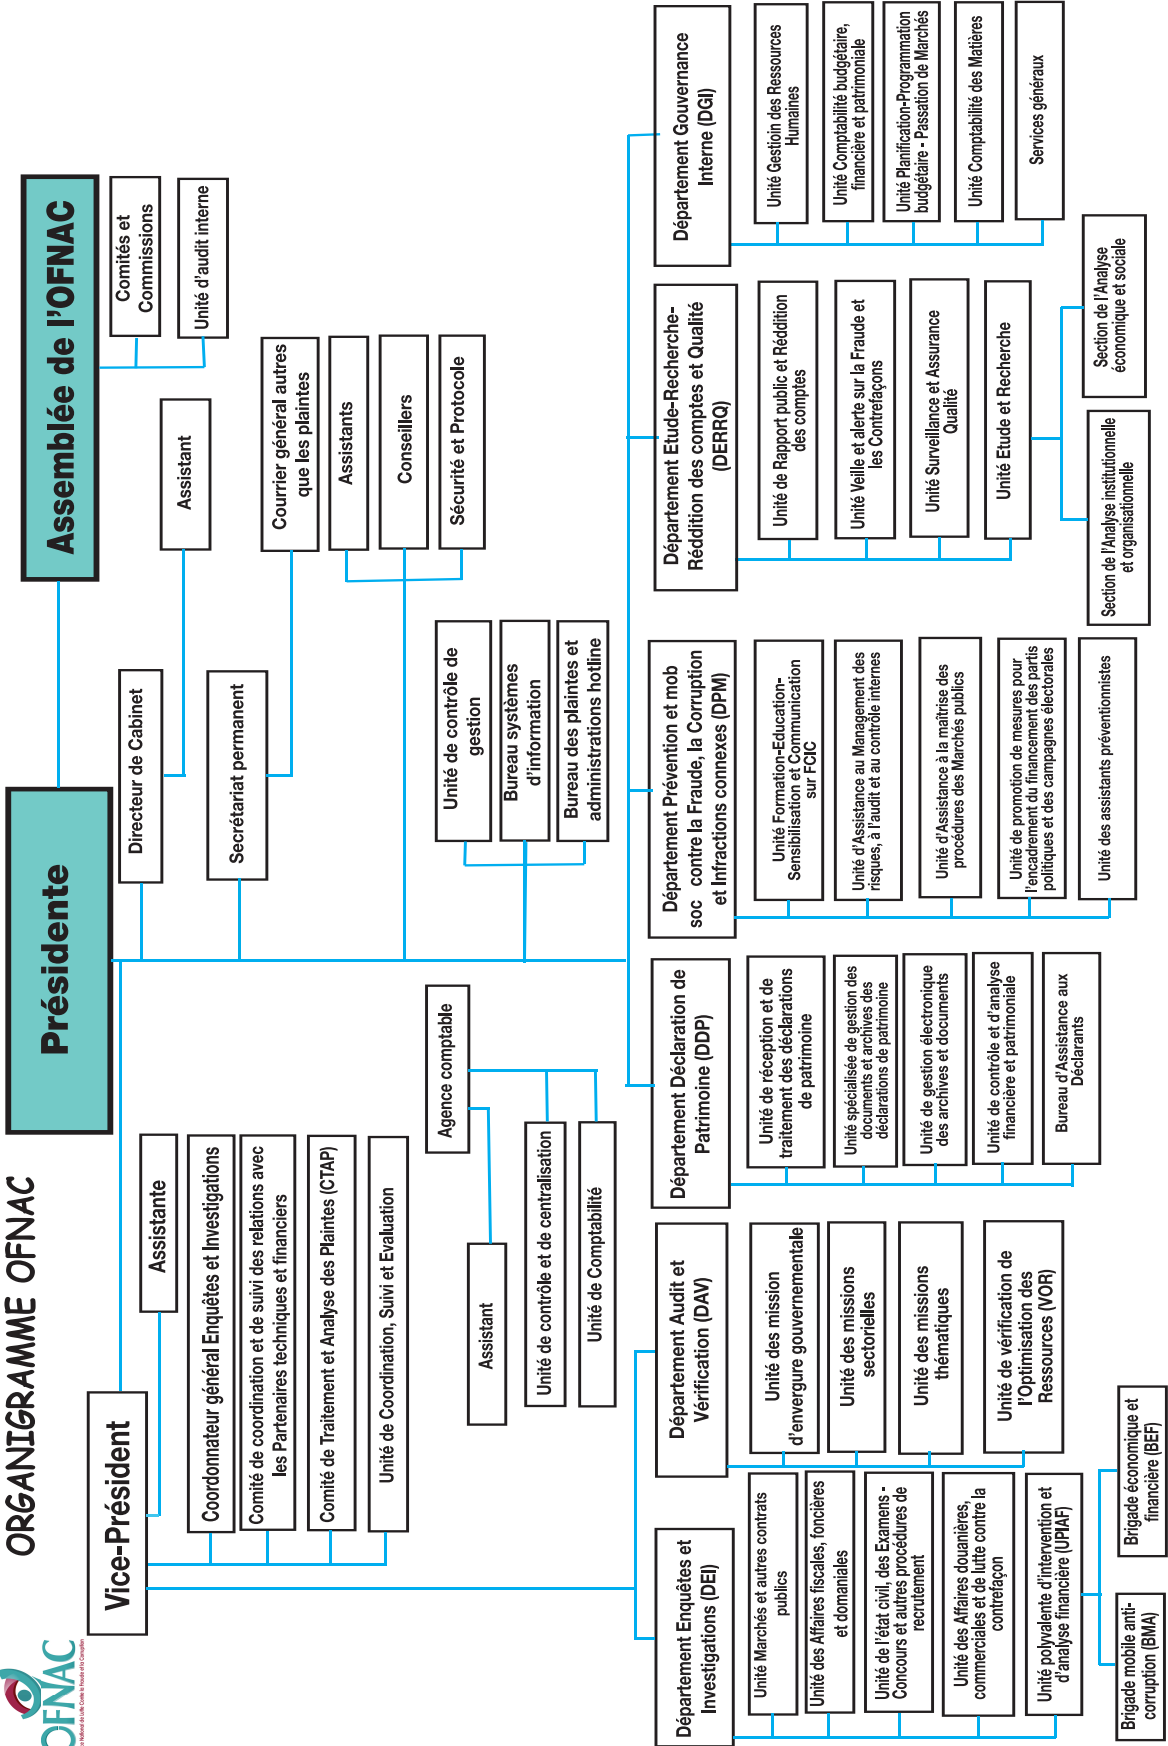 OFNAC
ORGANIGRAMME OFNAC
Présidente
Assemblée de l'OFNAC
Comités et
Commissions
Unité d'audit interne
Vice-Président
Assistante
Coordonnateur général Enquêtes et Investigations
Comité de coordination et de suivi des relations avec
les Partenaires techniques et financiers
Comité de Traitement et Analyse des Plaintes (CTAP)
Unité de Coordination, Suivi et Evaluation
Directeur de Cabinet
Assistant
Secrétariat permanent
Courrier général autres
que les plaintes
Assistants
Conseillers
Sécurité et Protocole
Unité de contrôle de
gestion
Bureau systèmes
d'information
Bureau des plaintes et
administrations hotline
Agence comptable
Assistant
Unité de contrôle et de centralisation
Unité de Comptabilité
Département Enquêtes et
Investigations (DEI)
Unité Marchés et autres contrats
publics
Unité des Affaires fiscales, foncières
et domaniales
Unité de l'état civil, des Examens -
Concours et autres procédures de
recrutement
Unité des Affaires douanières,
commerciales et de lutte contre la
contrefaçon
Unité polyvalente d'intervention et
d'analyse financière (UPIAF)
Brigade mobile anti-
corruption (BMA)
Brigade économique et
financière (BEF)
Département Audit et
Vérification (DAV)
Unité des mission
d'envergure gouvernementale
Unité des missions
sectorielles
Unité des missions
thématiques
Unité de vérification de
l'Optimisation des
Ressources (VOR)
Département Déclaration de
Patrimoine (DDP)
Unité de réception et de
traitement des déclarations
de patrimoine
Unité spécialisée de gestion des
documents et archives des
déclarations de patrimoine
Unité de gestion électronique
des archives et documents
Unité de contrôle et d'analyse
financière et patrimoniale
Bureau d'Assistance aux
Déclarants
Département Prévention et mob
soc contre la Fraude, la Corruption
et Infractions connexes (DPM)
Unité Formation-Education-
Sensibilisation et Communication
sur FCIC
Unité d'Assistance au Management des
risques, à l'audit et au contrôle internes
Unité d'Assistance à la maîtrise des
procédures des Marchés publics
Unité de promotion de mesures pour
l'encadrement du financement des partis
politiques et des campagnes électorales
Unité des assistants préventionnistes
Département Etude-Recherche-
Réddition des comptes et Qualité
(DERRQ)
Unité de Rapport public et Réddition
des comptes
Unité Veille et alerte sur la Fraude et
les Contrefaçons
Unité Surveillance et Assurance
Qualité
Unité Etude et Recherche
Section de l'Analyse institutionnelle
et organisationnelle
Section de l'Analyse
économique et sociale
Département Gouvernance
Interne (DGI)
Unité Gestioin des Ressources
Humaines
Unité Comptabilité budgétaire,
financière et patrimoniale
Unité Planification-Programmation
budgétaire - Passation de Marchés
Unité Comptabilité des Matières
Services généraux